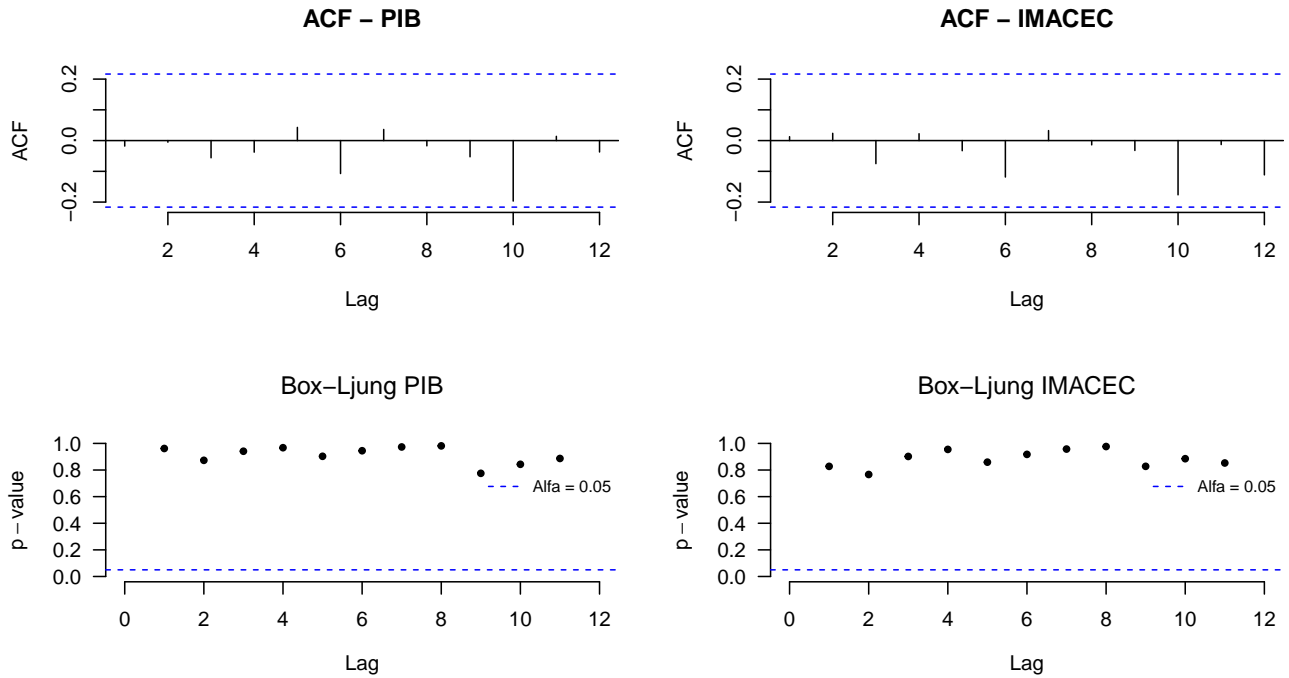 ACF − PIB
ACF
0.2
0.0
−0.2
2 4 6 8 10 12
Lag
ACF − IMACEC
ACF
0.2
0.0
−0.2
2 4 6 8 10 12
Lag
Box−Ljung PIB
p − value
1.0
0.8
0.6
0.4
0.2
0.0
Alfa = 0.05
0 2 4 6 8 10 12
Lag
Box−Ljung IMACEC
p − value
1.0
0.8
0.6
0.4
0.2
0.0
Alfa = 0.05
0 2 4 6 8 10 12
Lag